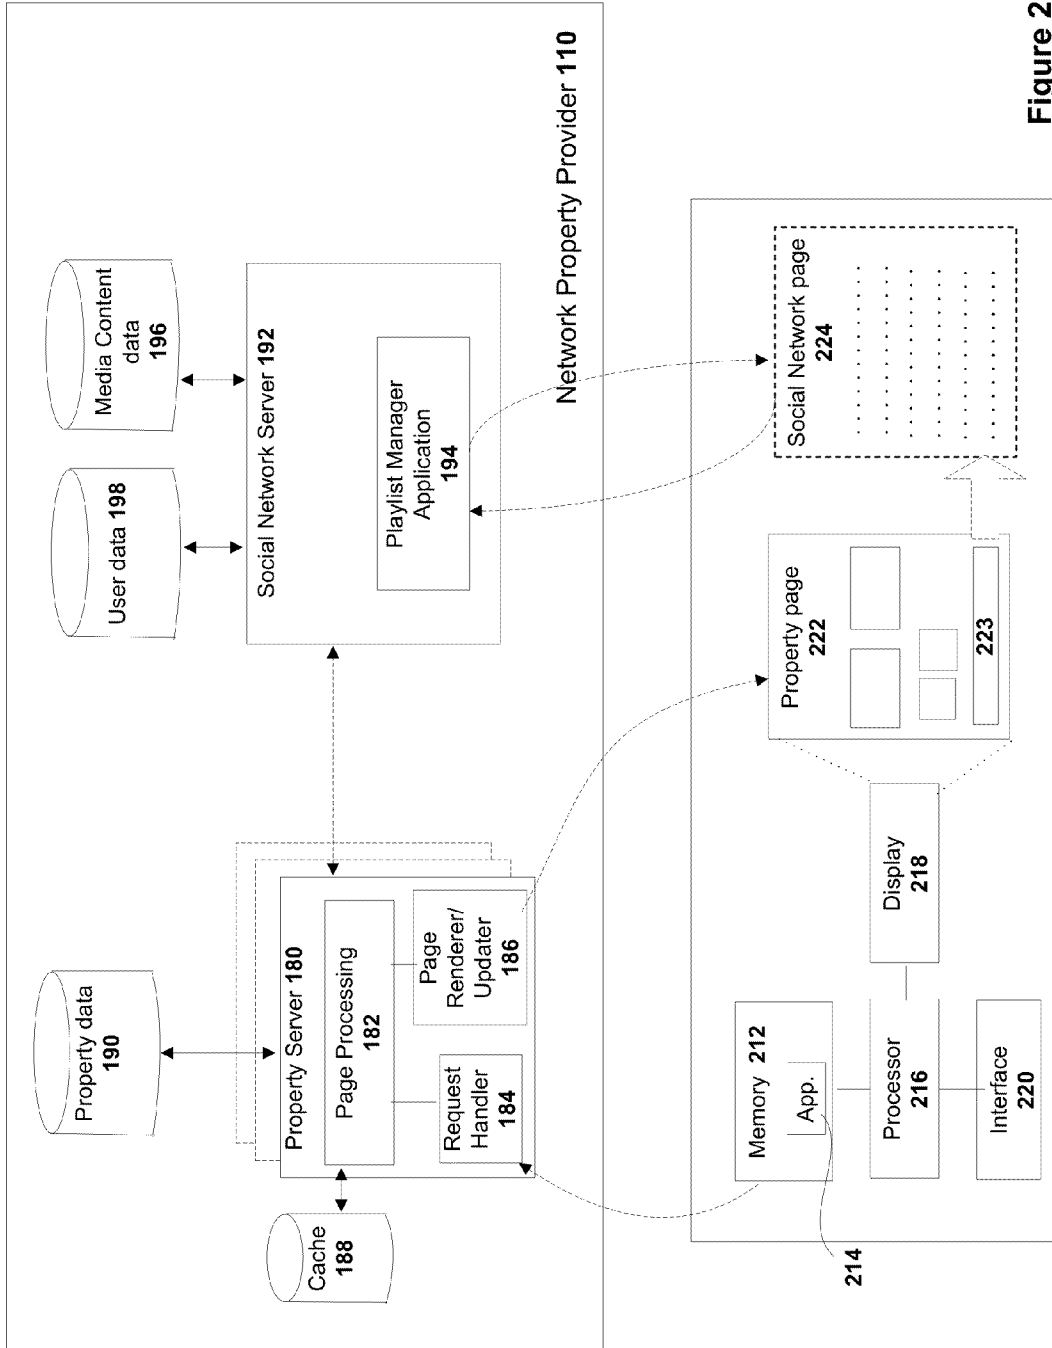 Property data
190
User data 198
Media Content
data
196
Cache
188
Property Server 180
Page Processing
182
Request
Handler
184
Page
Renderer/
Updater
186
Social Network Server 192
Playlist Manager
Application
194
Network Property Provider 110
Memory 212
App.
214
Processor
216
Interface
220
Display
218
Property page
222
223
Social Network page
224
Figure 2